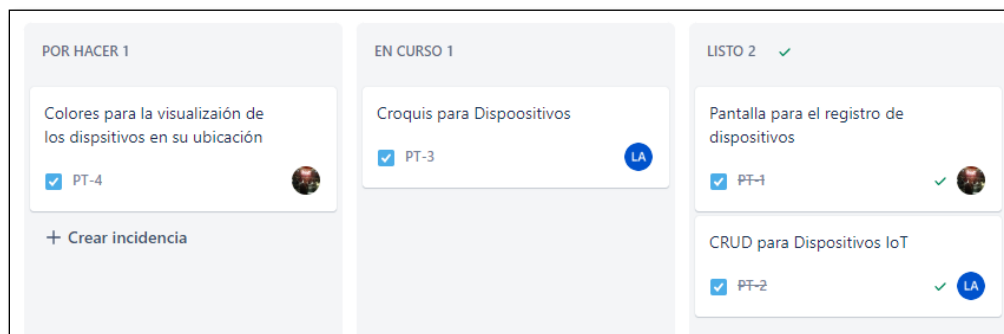 POR HACER 1
Colores para la visualizaión de
los dispsitivos en su ubicación
PT-4
+ Crear incidencia
EN CURSO 1
Croquis para Dispoositivos
PT-3
LA
LISTO 2
Pantalla para el registro de
dispositivos
PT-1
CRUD para Dispositivos IoT
PT-2
LA